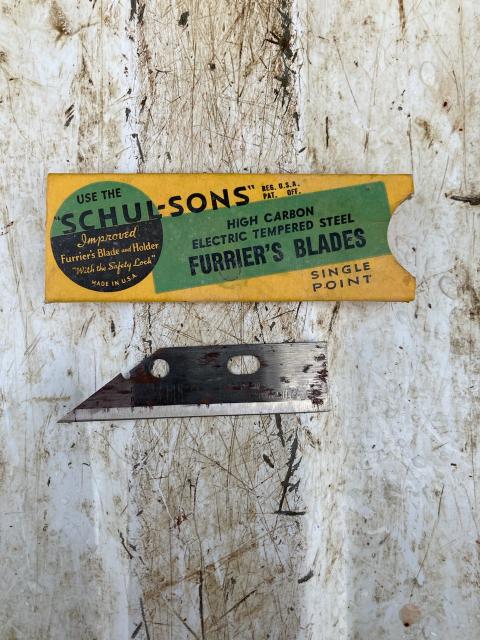 USE THE
"SCHUL-SONS" REG. U.S.A.
PAT. OFF.
Improved
Furrier's Blade and Holder
"With the Safety Lock"
MADE IN U.S.A.
HIGH CARBON
ELECTRIC TEMPERED STEEL
FURRIER'S BLADES
SINGLE
POINT